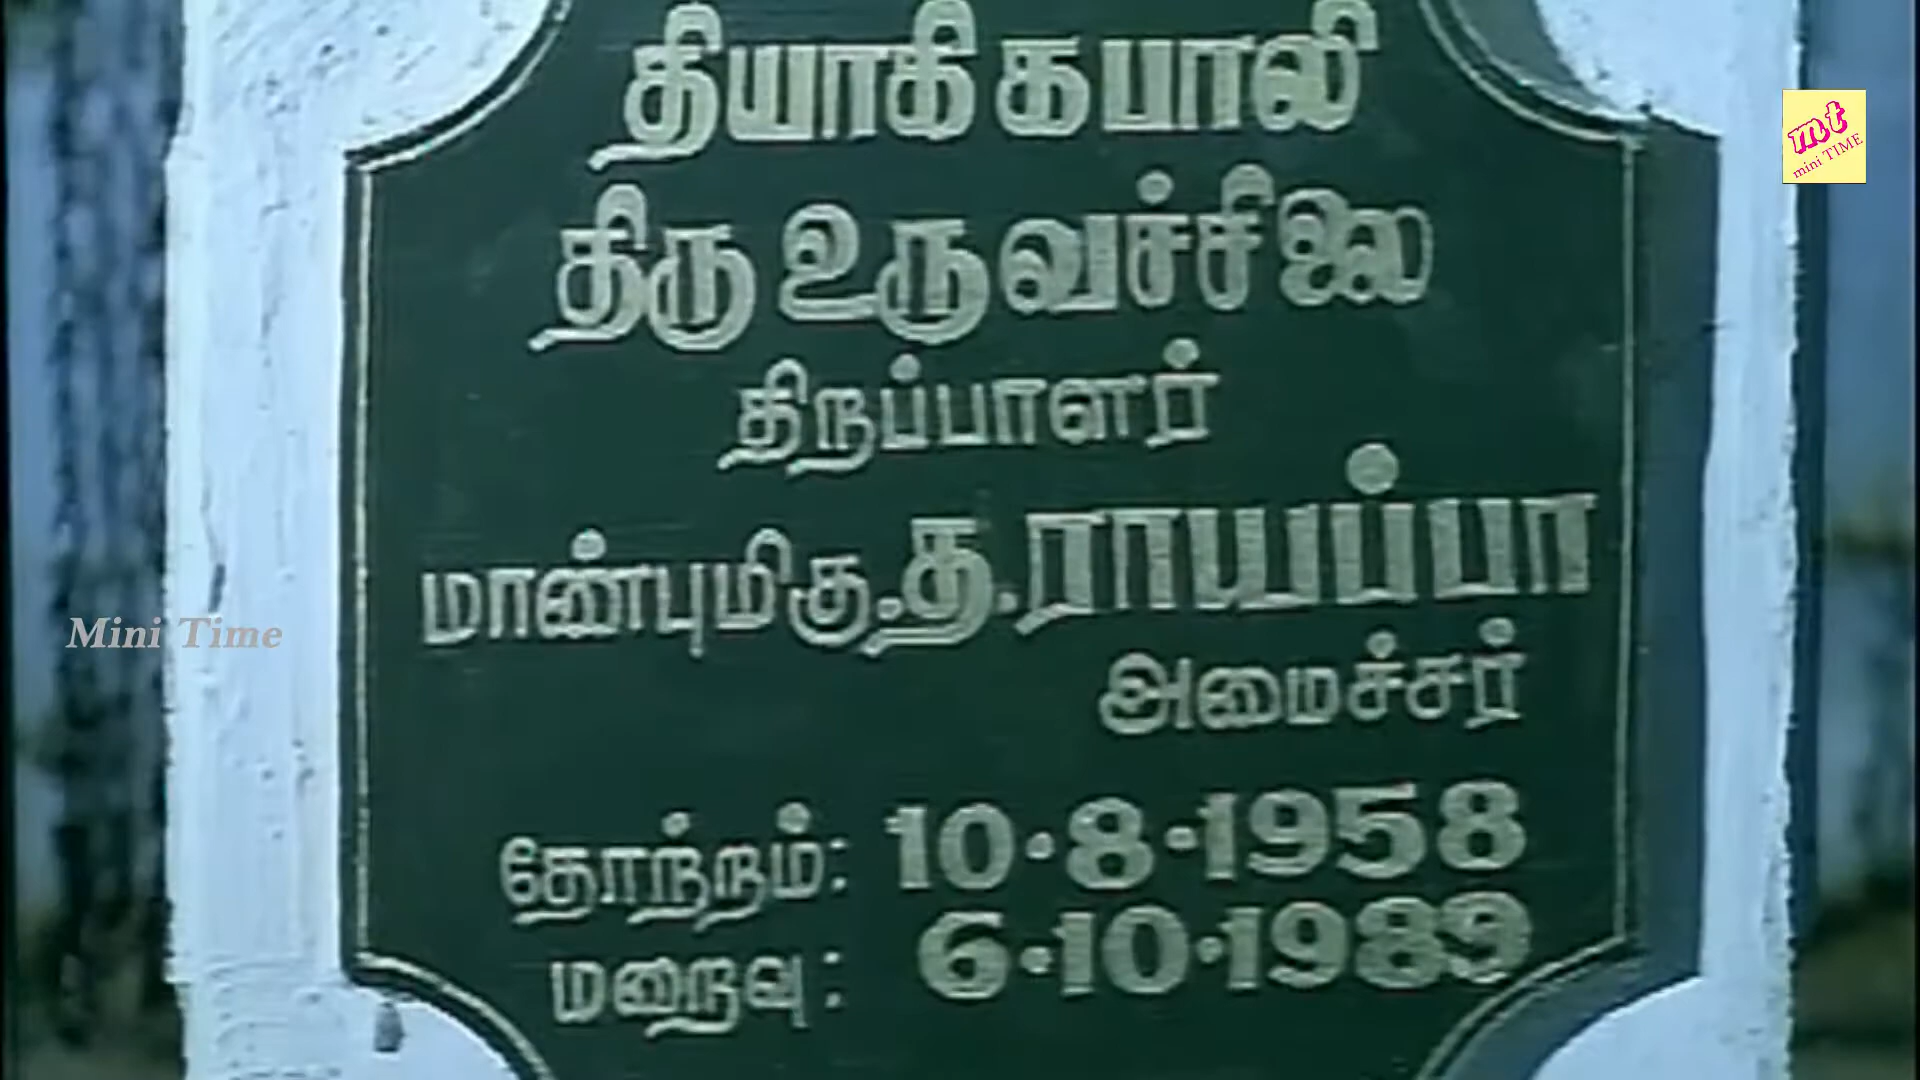 தியாகி கபாலி
திரு உருவச்சிலை
திறப்பாளர்
மாண்புமிகு.த.ராயப்பா
அமைச்சர்
தோற்றம்: 10.8.1958
மறைவு: 6.10.1989
mt
mini TIME
Mini Time